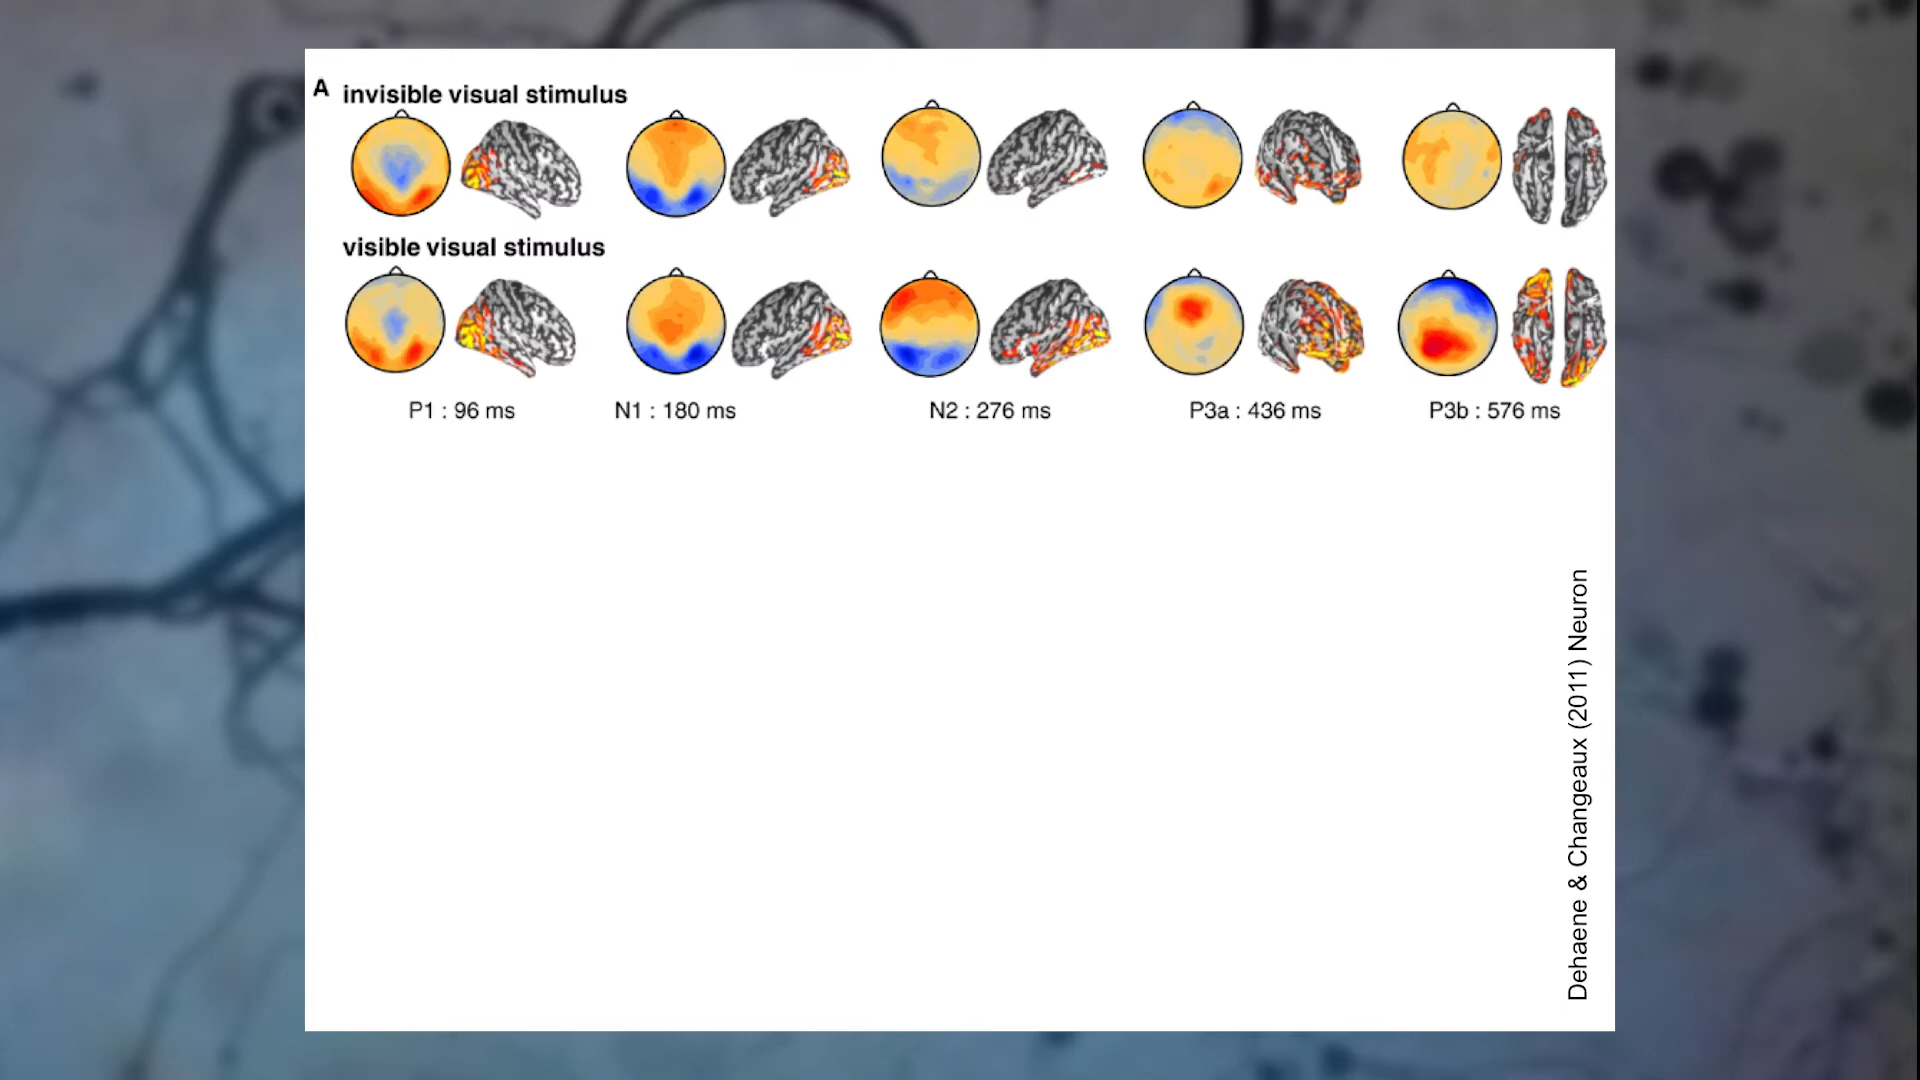 A
invisible visual stimulus
visible visual stimulus
P1 : 96 ms
N1 : 180 ms
N2 : 276 ms
P3a : 436 ms
P3b : 576 ms
Dehaene & Changeaux (2011) Neuron